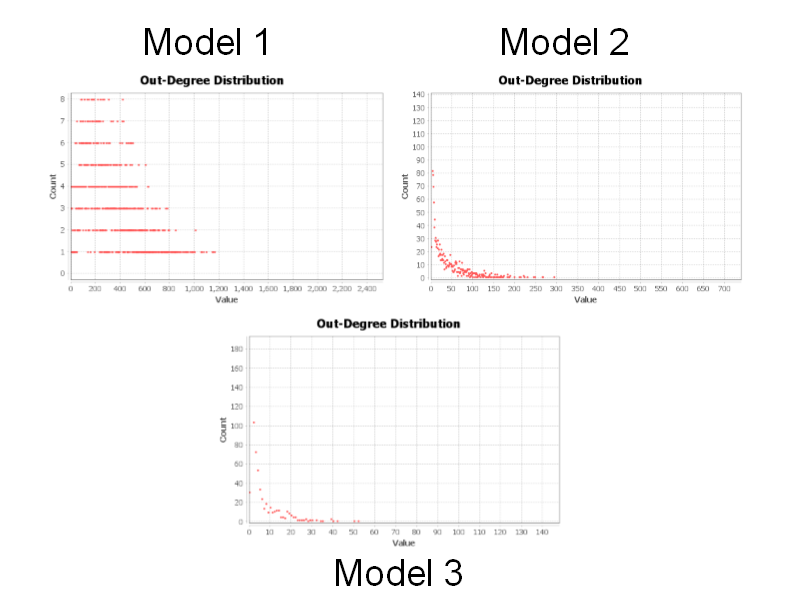 Model 1
Model 2
Out-Degree Distribution
Out-Degree Distribution
8
7
6
5
4
3
2
1
0
Count
0 200 400 600 800 1,000 1,200 1,400 1,600 1,800 2,000 2,200 2,400
Value
140
130
120
110
100
90
80
70
60
50
40
30
20
10
0
Count
0 50 100 150 200 250 300 350 400 450 500 550 600 650 700
Value
Out-Degree Distribution
180
160
140
120
100
80
60
40
20
0
Count
0 10 20 30 40 50 60 70 80 90 100 110 120 130 140
Value
Model 3